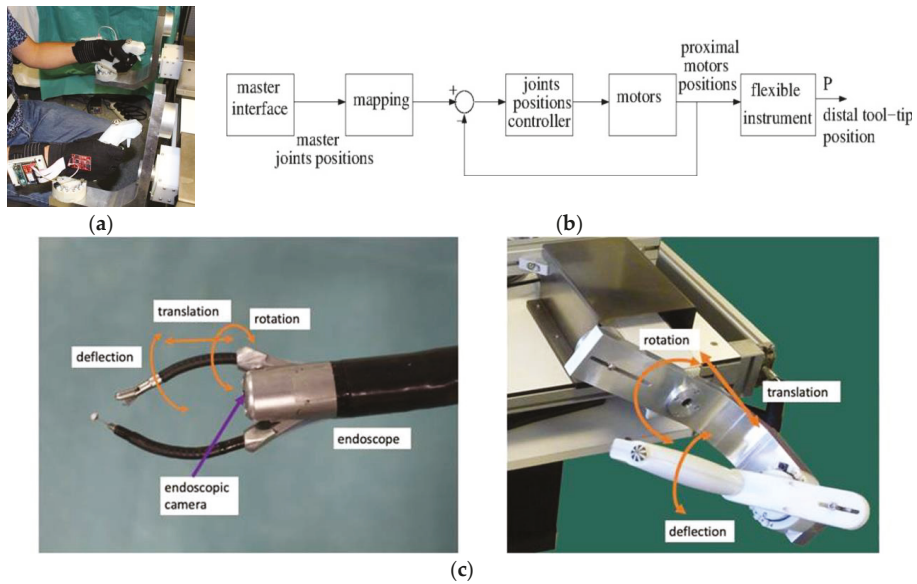 (a)
master
interface
master
joints positions
mapping
+
-
joints
positions
controller
motors
proximal
motors
positions
flexible
instrument
P
distal tool-tip
position
(b)
translation
rotation
deflection
endoscope
endoscopic
camera
rotation
translation
deflection
(c)